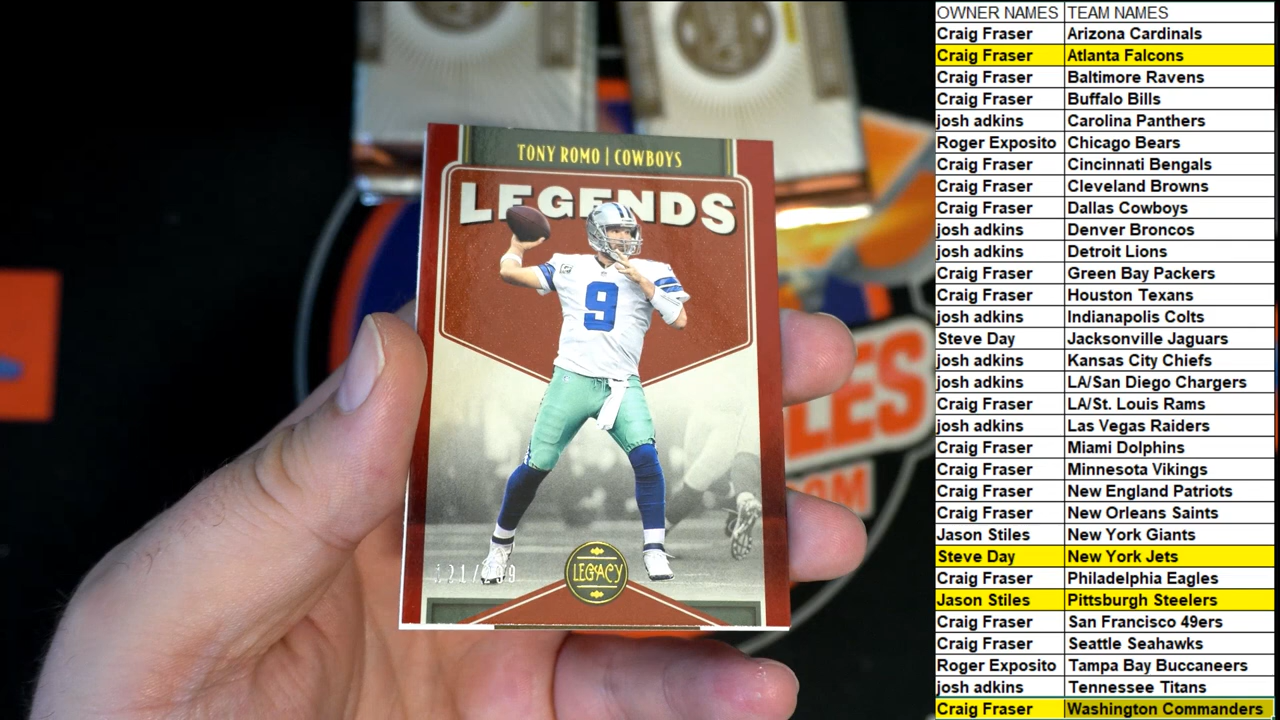 TONY ROMO | COWBOYS
LEGENDS
9
LEGACY
OWNER NAMES TEAM NAMES
Craig Fraser Arizona Cardinals
Craig Fraser Atlanta Falcons
Craig Fraser Baltimore Ravens
Craig Fraser Buffalo Bills
josh adkins Carolina Panthers
Roger Exposito Chicago Bears
Craig Fraser Cincinnati Bengals
Craig Fraser Cleveland Browns
Craig Fraser Dallas Cowboys
josh adkins Denver Broncos
josh adkins Detroit Lions
Craig Fraser Green Bay Packers
Craig Fraser Houston Texans
josh adkins Indianapolis Colts
Steve Day Jacksonville Jaguars
josh adkins Kansas City Chiefs
josh adkins LA/San Diego Chargers
Craig Fraser LA/St. Louis Rams
josh adkins Las Vegas Raiders
Craig Fraser Miami Dolphins
Craig Fraser Minnesota Vikings
Craig Fraser New England Patriots
Craig Fraser New Orleans Saints
Jason Stiles New York Giants
Steve Day New York Jets
Craig Fraser Philadelphia Eagles
Jason Stiles Pittsburgh Steelers
Craig Fraser San Francisco 49ers
Craig Fraser Seattle Seahawks
Roger Exposito Tampa Bay Buccaneers
josh adkins Tennessee Titans
Craig Fraser Washington Commanders